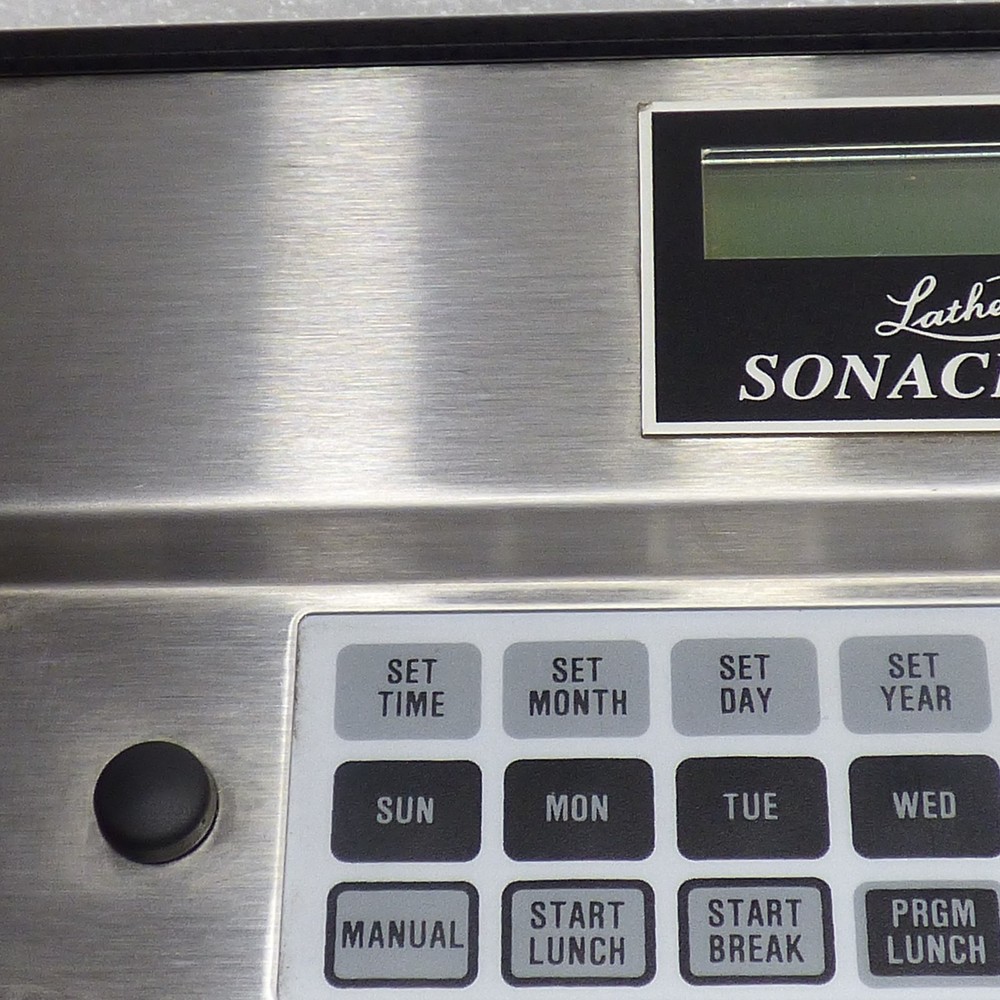 SET TIME
SET MONTH
SET DAY
SET YEAR
SUN
MON
TUE
WED
MANUAL
START LUNCH
START BREAK
PRGM LUNCH